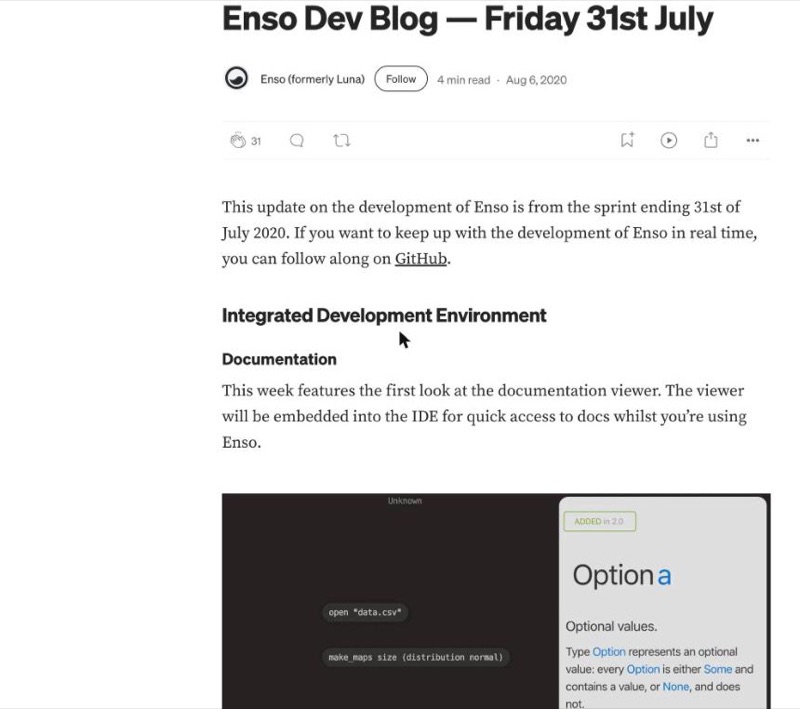 Enso Dev Blog — Friday 31st July
Enso (formerly Luna) Follow 4 min read · Aug 6, 2020
31
This update on the development of Enso is from the sprint ending 31st of
July 2020. If you want to keep up with the development of Enso in real time,
you can follow along on GitHub.
Integrated Development Environment
Documentation
This week features the first look at the documentation viewer. The viewer
will be embedded into the IDE for quick access to docs whilst you’re using
Enso.
Unknown
ADDED in 2.0
Option a
open "data.csv"
Optional values.
make_maps size (distribution normal)
Type Option represents an optional
value: every Option is either Some and
contains a value, or None, and does
not.